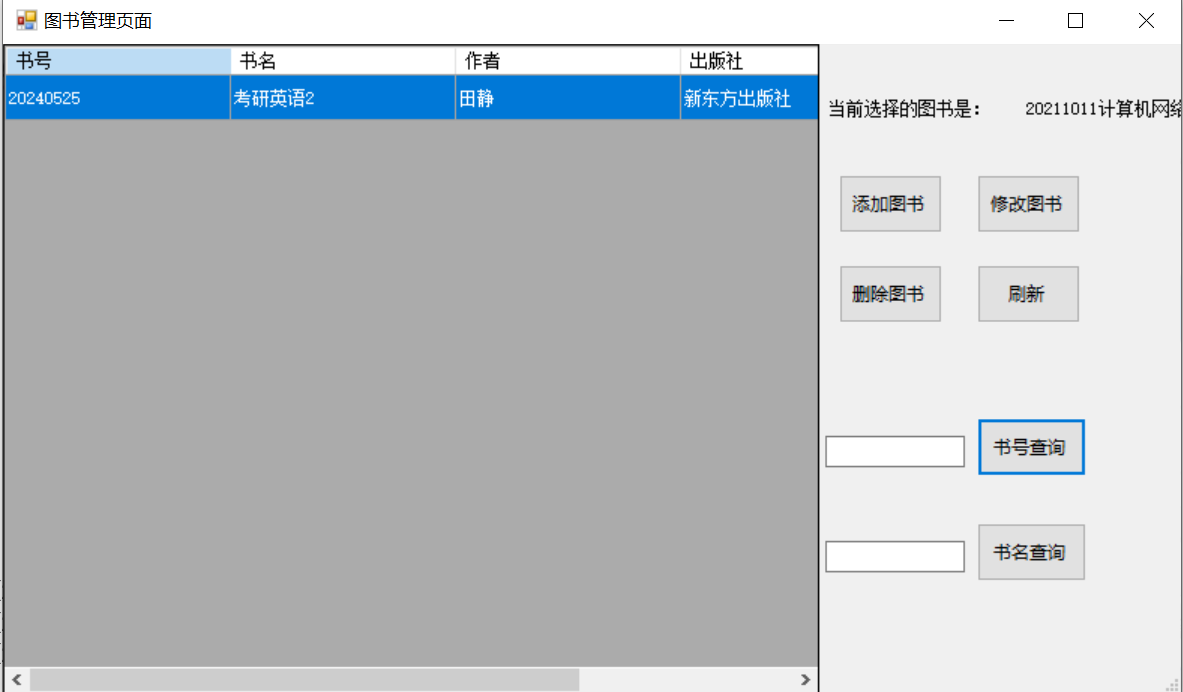 图书管理页面
书号 书名 作者 出版社
20240525 考研英语2 田静 新东方出版社
当前选择的图书是： 20211011计算机网络
添加图书 修改图书
删除图书 刷新
书号查询
书名查询